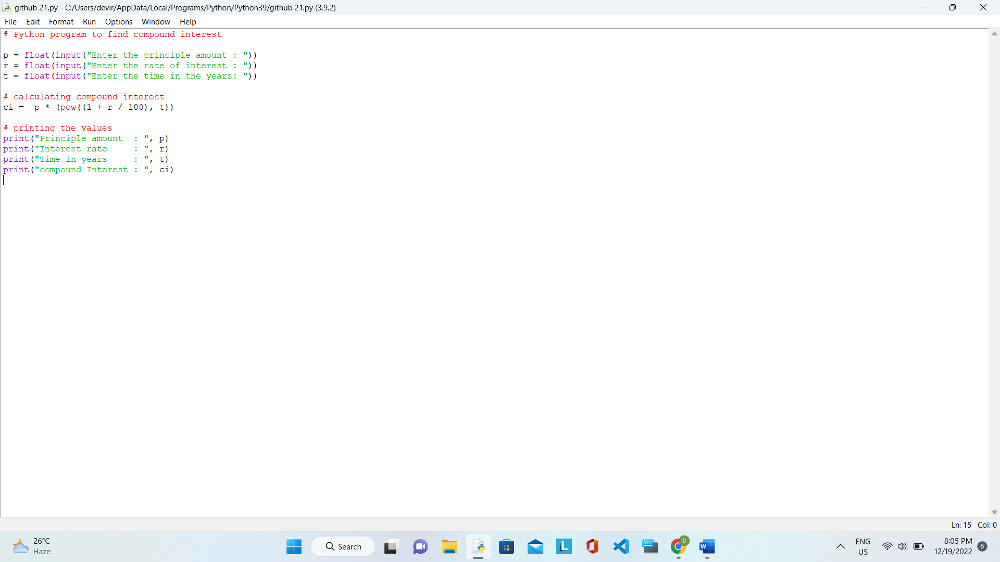 github 21.py - C:/Users/devir/AppData/Local/Programs/Python/Python39/github 21.py (3.9.2)
File Edit Format Run Options Window Help
# Python program to find compound interest

p = float(input("Enter the principle amount : "))
r = float(input("Enter the rate of interest : "))
t = float(input("Enter the time in the years: "))

# calculating compound interest
ci =  p * (pow((1 + r / 100), t))

# printing the values
print("Principle amount  : ", p)
print("Interest rate     : ", r)
print("Time in years     : ", t)
print("compound Interest : ", ci)
Ln: 15 Col: 0
26°C
Haze
Search
L
D
W
ENG
US
8:05 PM
12/19/2022
6